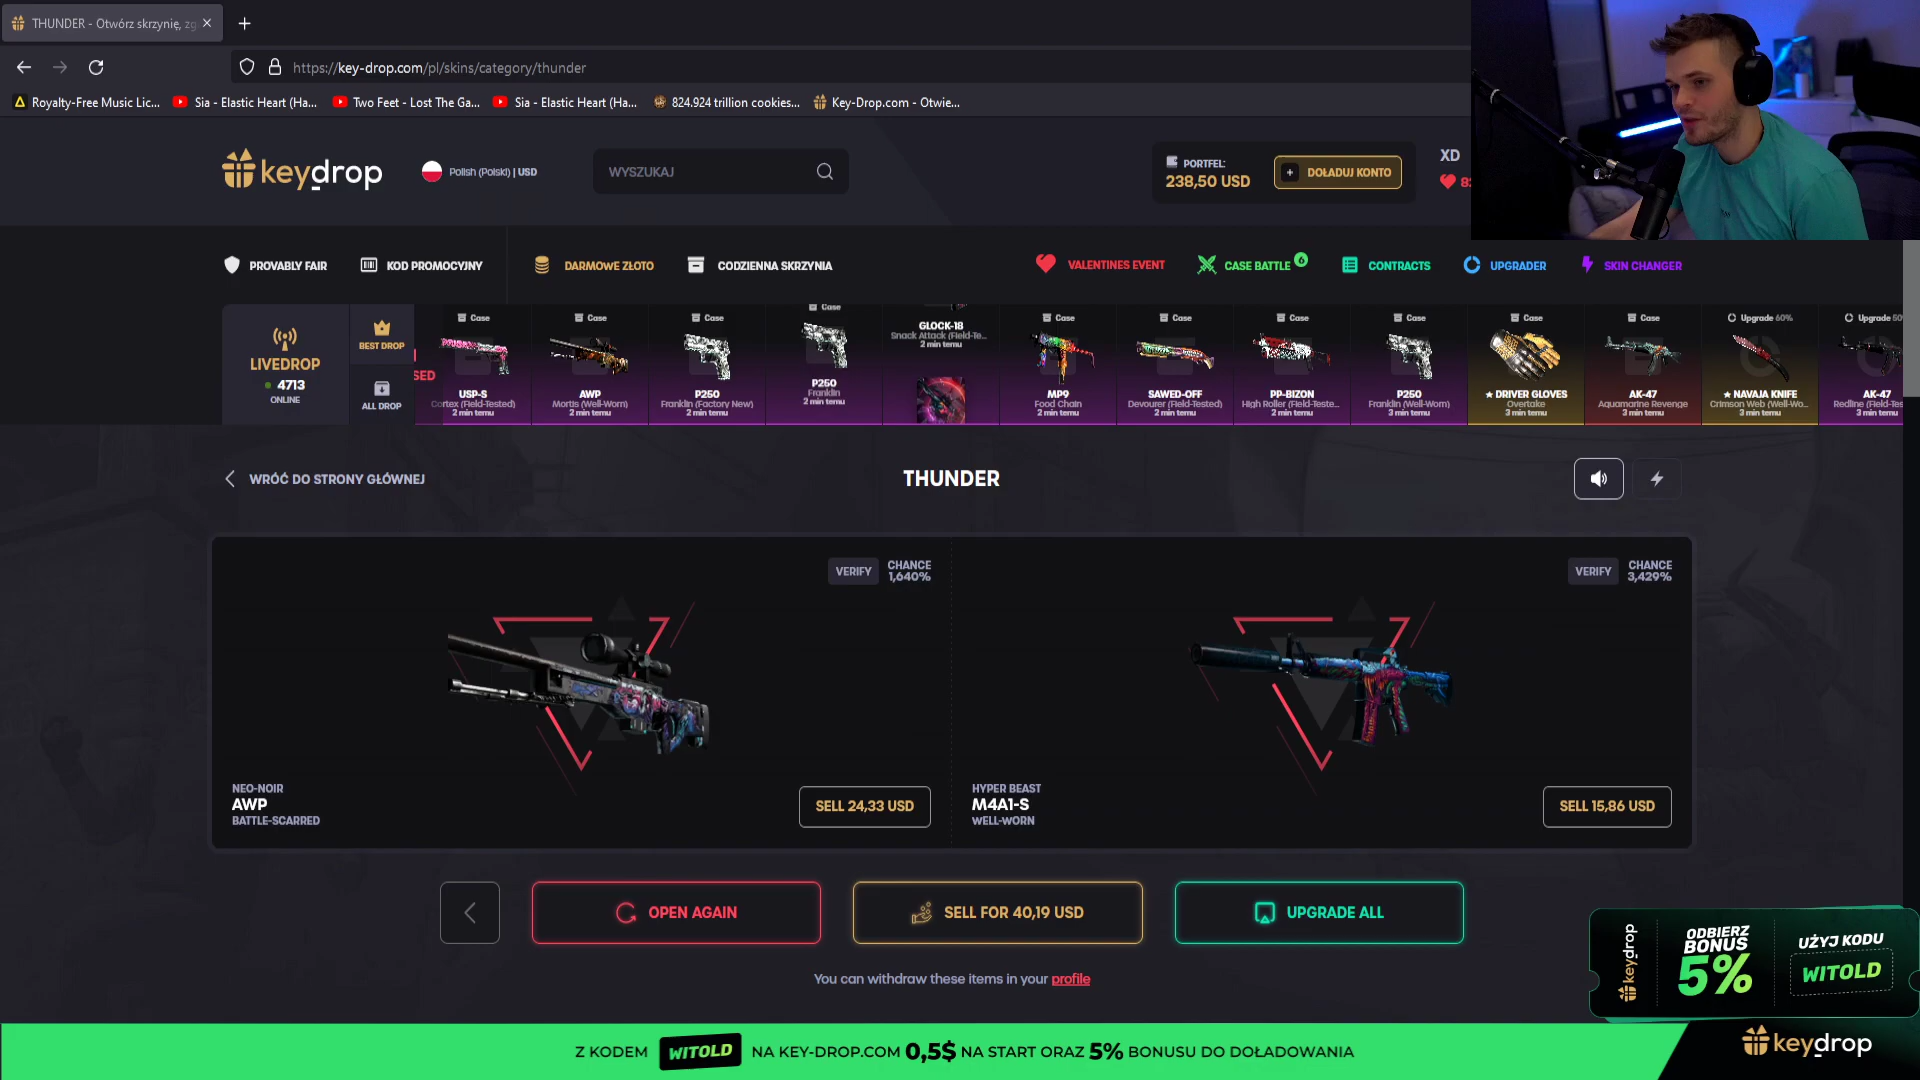 THUNDER - Otwórz skrzynię, zg
https://key-drop.com/pl/skins/category/thunder
Royalty-Free Music Lic...
Sia - Elastic Heart (Ha...
Two Feet - Lost The Ga...
Sia - Elastic Heart (Ha...
824.924 trillion cookies...
Key-Drop.com - Otwie...
keydrop
Polish (Polski) | USD
WYSZUKAJ
PORTFEL:
238,50 USD
+ DOŁADUJ KONTO
XD
PROVABLY FAIR
KOD PROMOCYJNY
DARMOWE ZŁOTO
CODZIENNA SKRZYNIA
VALENTINES EVENT
CASE BATTLE 6
CONTRACTS
UPGRADER
SKIN CHANGER
LIVEDROP
4713
ONLINE
BEST DROP
ALL DROP
SED
Case
USP-S
Cortex (Field-Tested)
2 min temu
Case
AWP
Mortis (Well-Worn)
2 min temu
Case
P250
Franklin (Factory New)
2 min temu
Case
P250
Franklin
2 min temu
GLOCK-18
Snack Attack (Field-Te...
2 min temu
Case
MP9
Food Chain
2 min temu
Case
SAWED-OFF
Devourer (Field-Tested)
2 min temu
Case
PP-BIZON
High Roller (Field-Teste...
2 min temu
Case
P250
Franklin (Well-Worn)
2 min temu
Case
★ DRIVER GLOVES
Overtake
3 min temu
Case
AK-47
Aquamarine Revenge
3 min temu
Upgrade 60%
★ NAVAJA KNIFE
Crimson Web (Well-Wo...
3 min temu
Upgrade 50
AK-47
Redline (Field-Tes
3 min temu
WRÓĆ DO STRONY GŁÓWNEJ
THUNDER
VERIFY
CHANCE
1,640%
NEO-NOIR
AWP
BATTLE-SCARRED
SELL 24,33 USD
VERIFY
CHANCE
3,429%
HYPER BEAST
M4A1-S
WELL-WORN
SELL 15,86 USD
OPEN AGAIN
SELL FOR 40,19 USD
UPGRADE ALL
You can withdraw these items in your profile
keydrop
ODBIERZ
BONUS
5%
UŻYJ KODU
WITOLD
Z KODEM WITOLD NA KEY-DROP.COM 0,5$ NA START ORAZ 5% BONUSU DO DOŁADOWANIA
keydrop